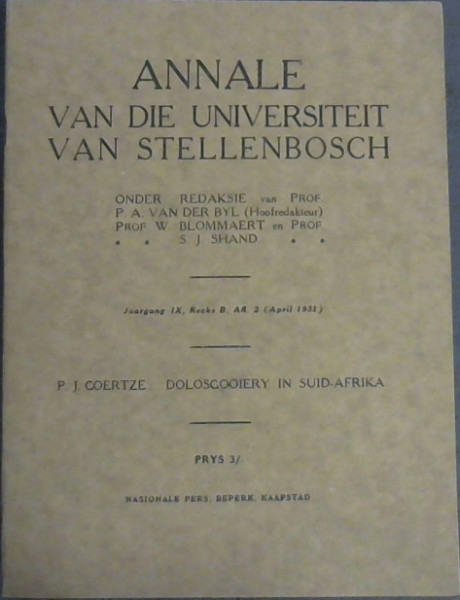 ANNALE
VAN DIE UNIVERSITEIT
VAN STELLENBOSCH
ONDER REDAKSIE van PROF.
P. A. VAN DER BYL (Hoofredakteur)
PROF W. BLOMMAERT en PROF.
S. J. SHAND
Jaargang IX, Reeks B, Afl. 2 (April 1931)
P. J. COERTZE: DOLOSGOOIERY IN SUID-AFRIKA
PRYS 3/-
NASIONALE PERS, BEPERK, KAAPSTAD